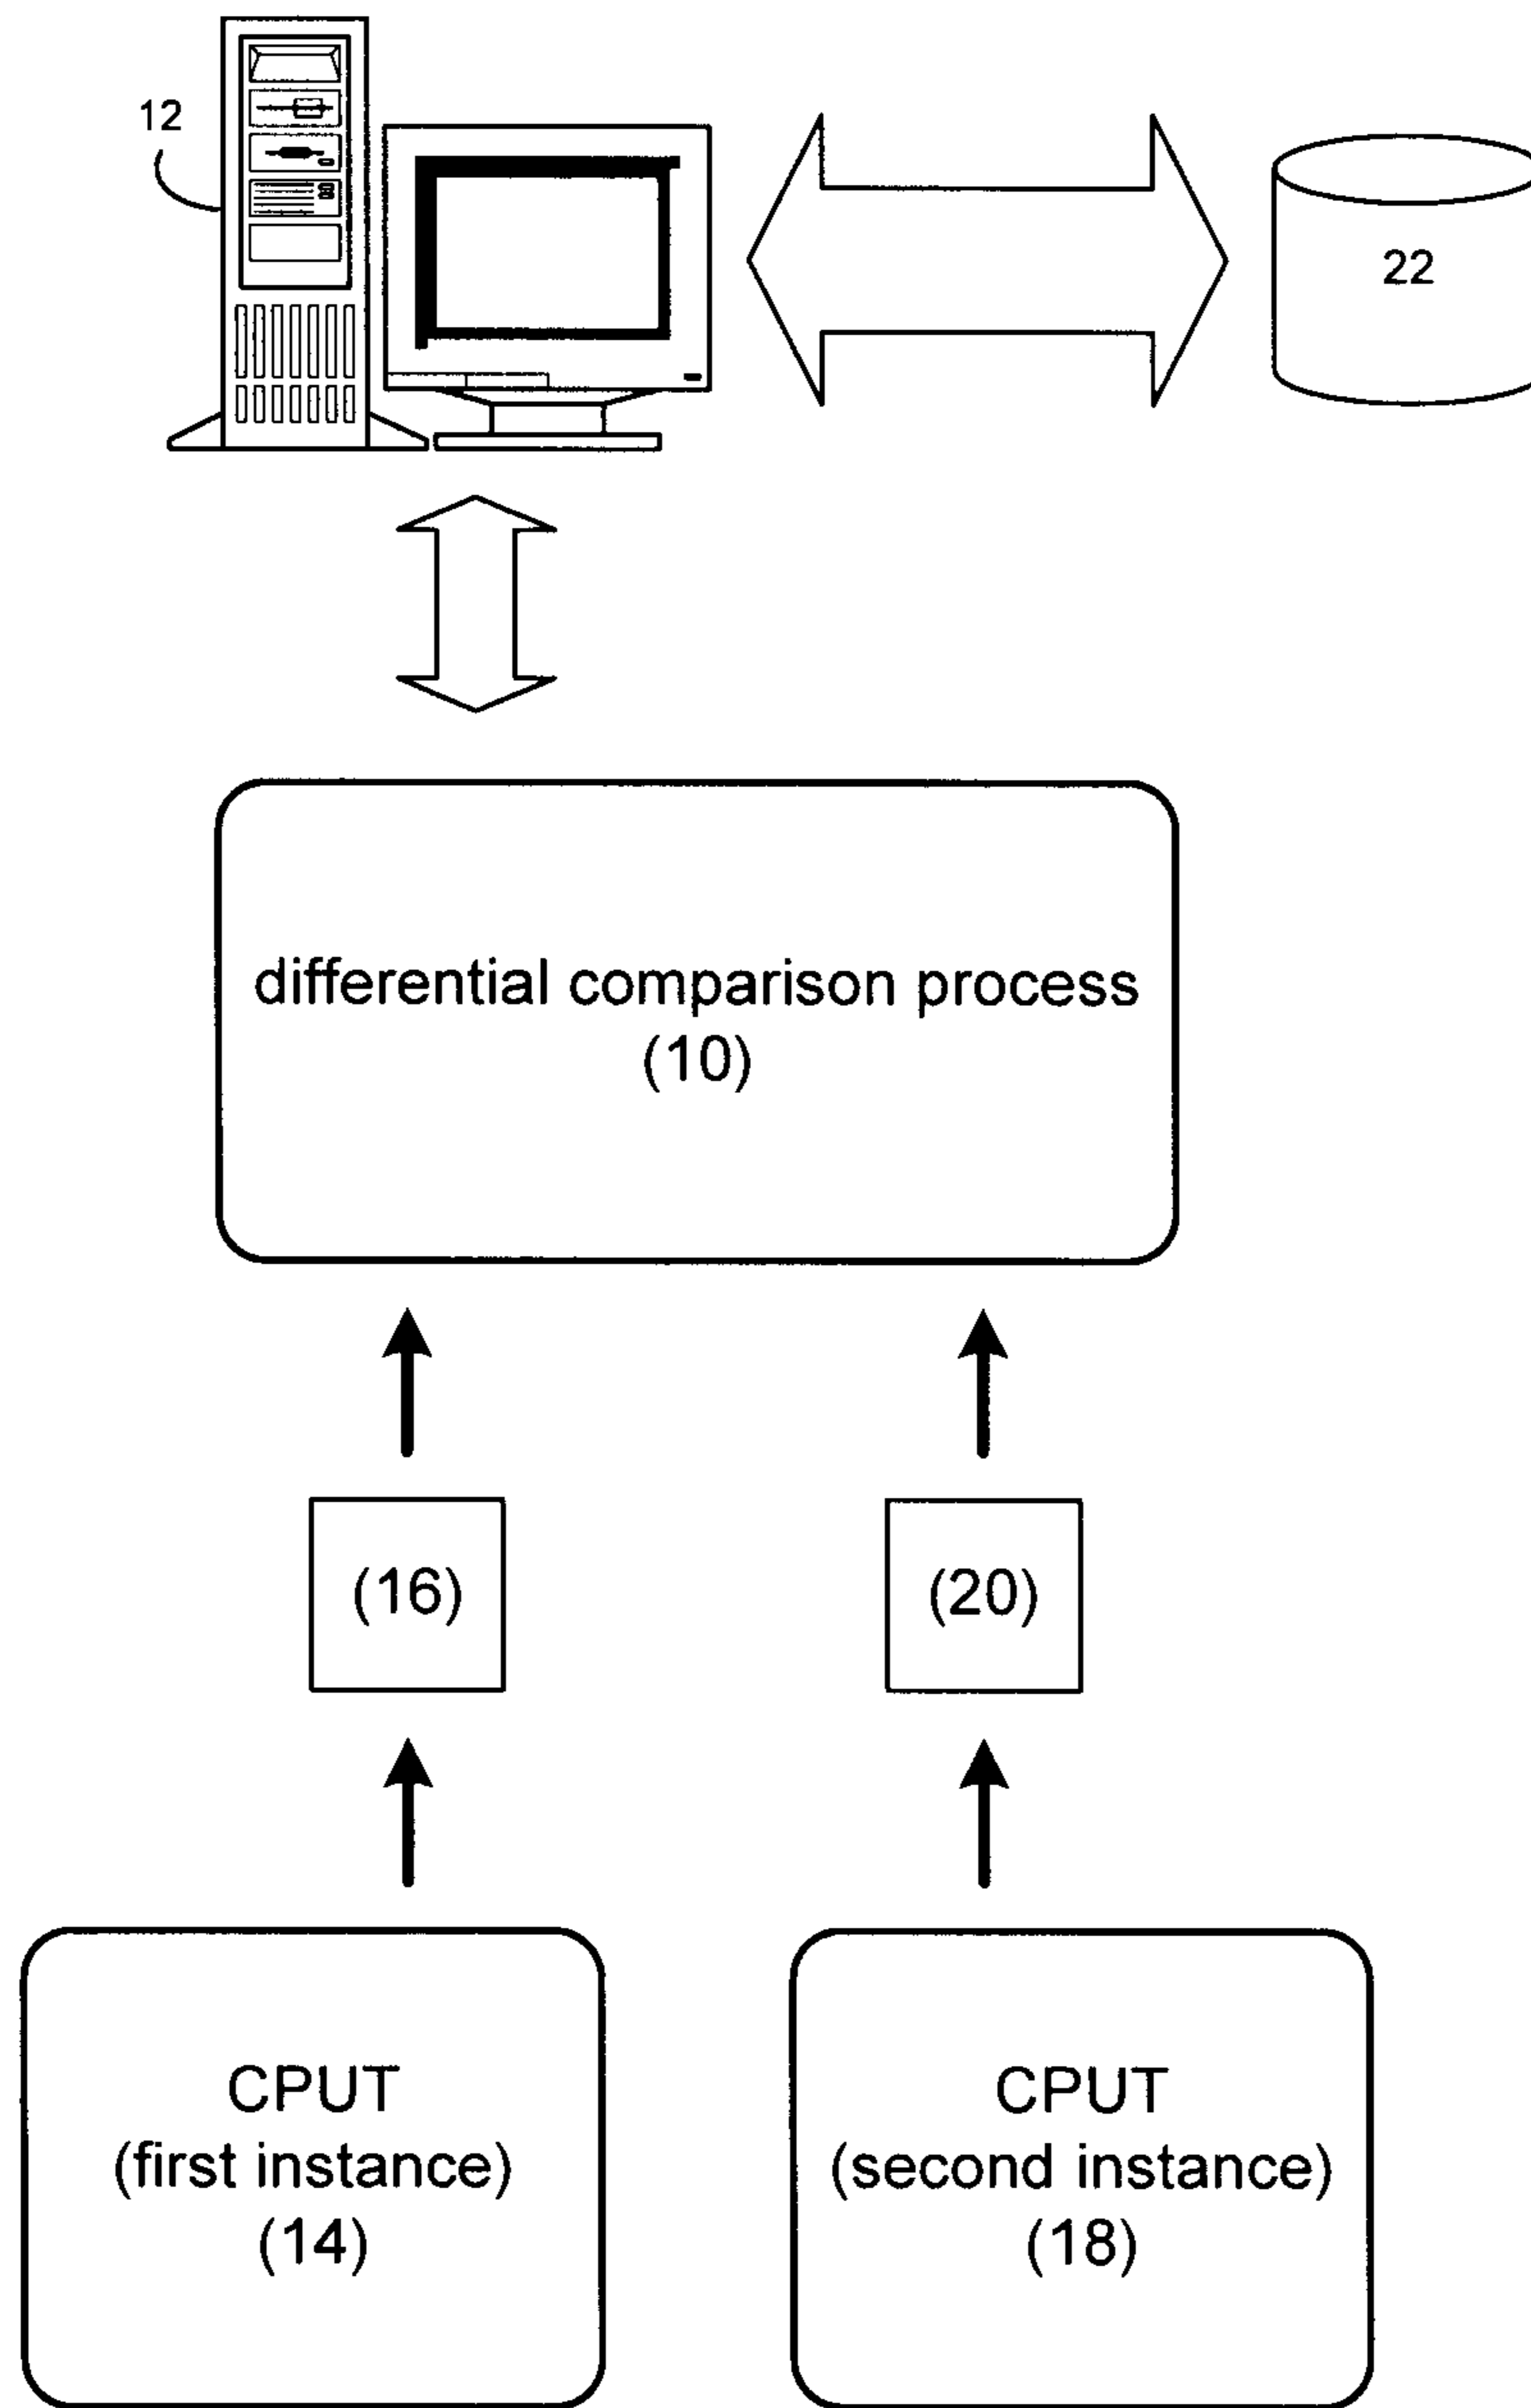 12
22
differential comparison process
(10)
(16)
(20)
CPUT
(first instance)
(14)
CPUT
(second instance)
(18)